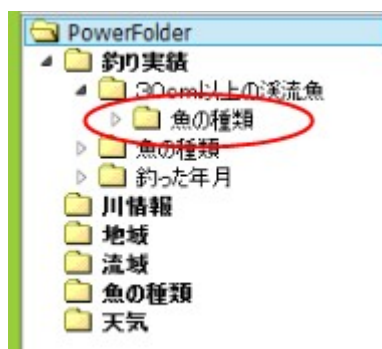 PowerFolder
釣り実績
30cm以上の渓流魚
魚の種類
魚の種類
釣った年月
川情報
地域
流域
魚の種類
天気